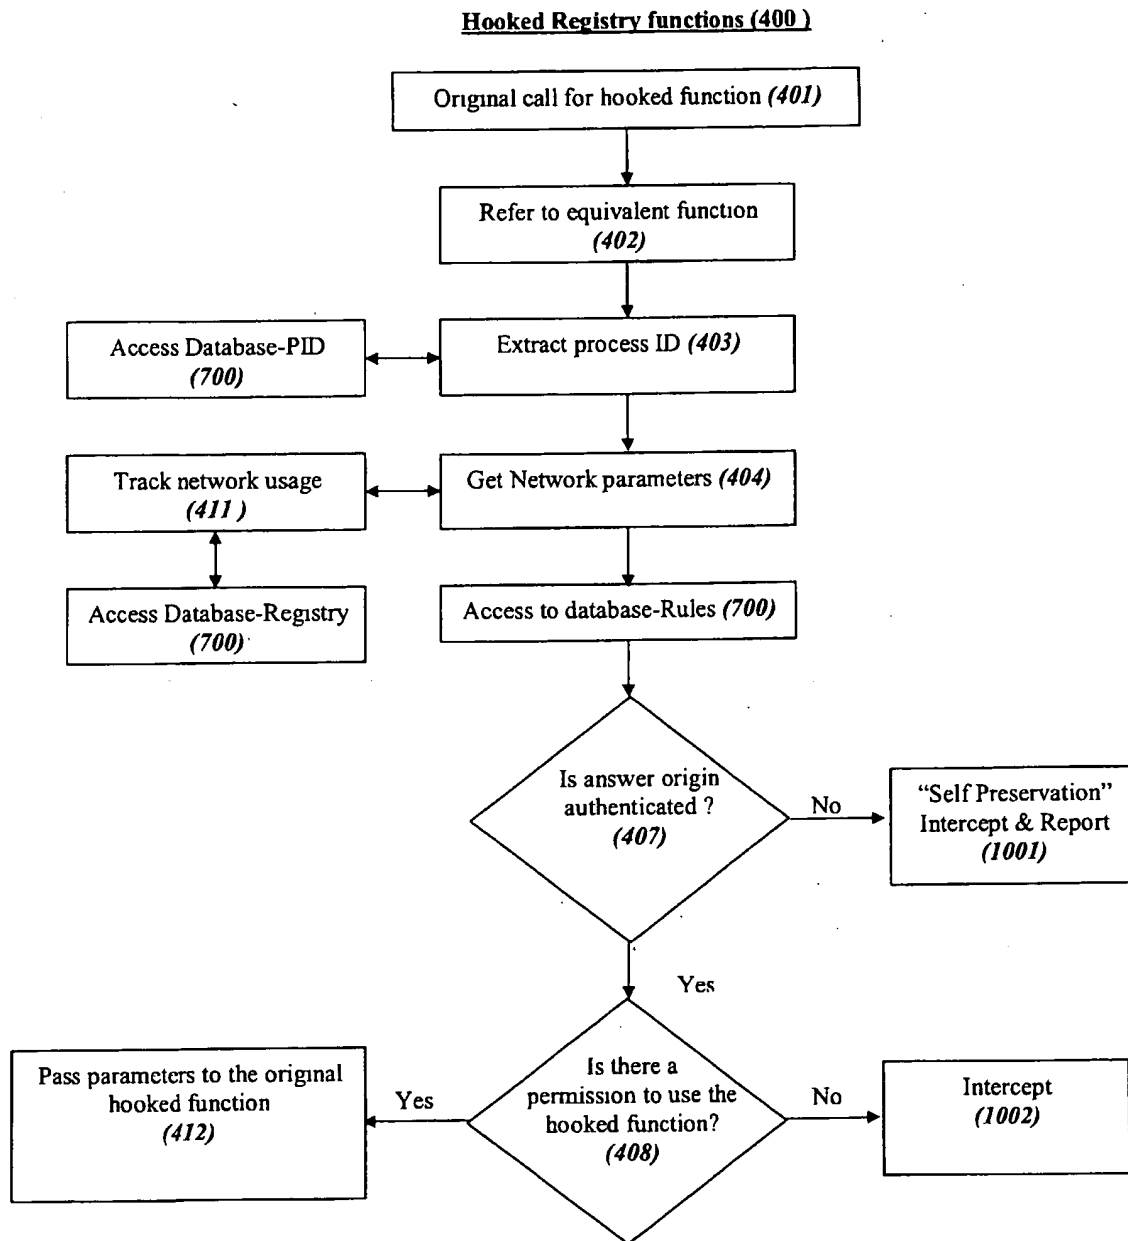 Hooked Registry functions (400 )
Original call for hooked function (401)
Refer to equivalent function
(402)
Extract process ID (403)
Access Database-PID
(700)
Get Network parameters (404)
Track network usage
(411 )
Access Database-Registry
(700)
Access to database-Rules (700)
Is answer origin
authenticated ?
(407)
No
“Self Preservation”
Intercept & Report
(1001)
Yes
Is there a
permission to use the
hooked function?
(408)
Yes
Pass parameters to the original
hooked function
(412)
No
Intercept
(1002)